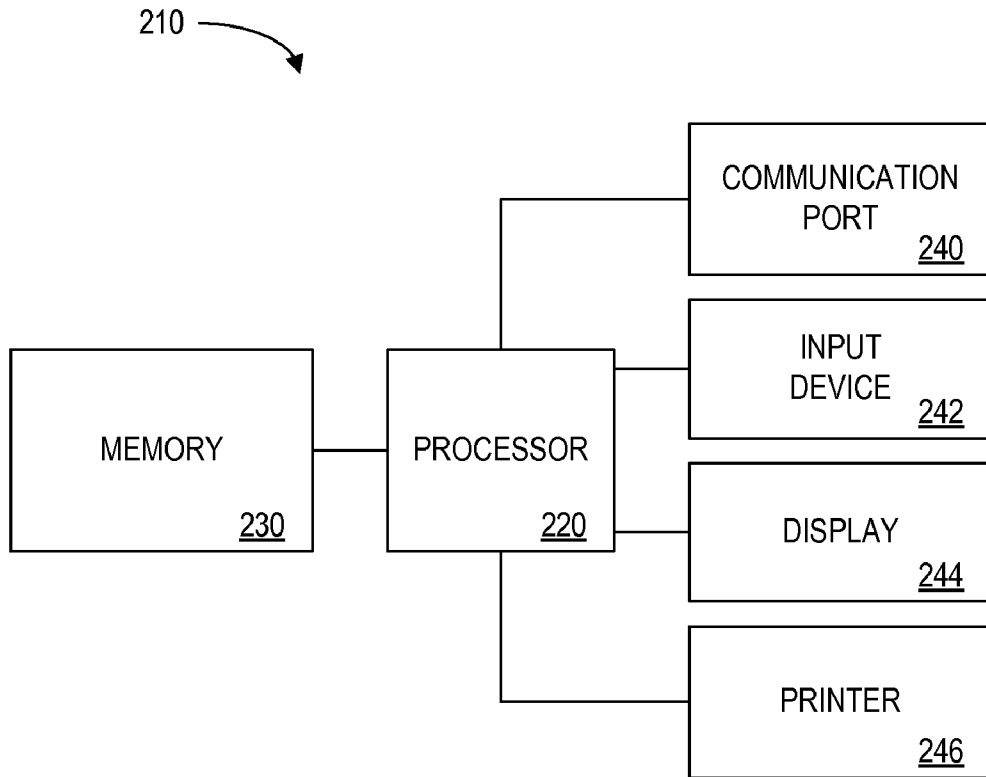 210
COMMUNICATION
PORT
240
INPUT
DEVICE
242
MEMORY
230
PROCESSOR
220
DISPLAY
244
PRINTER
246